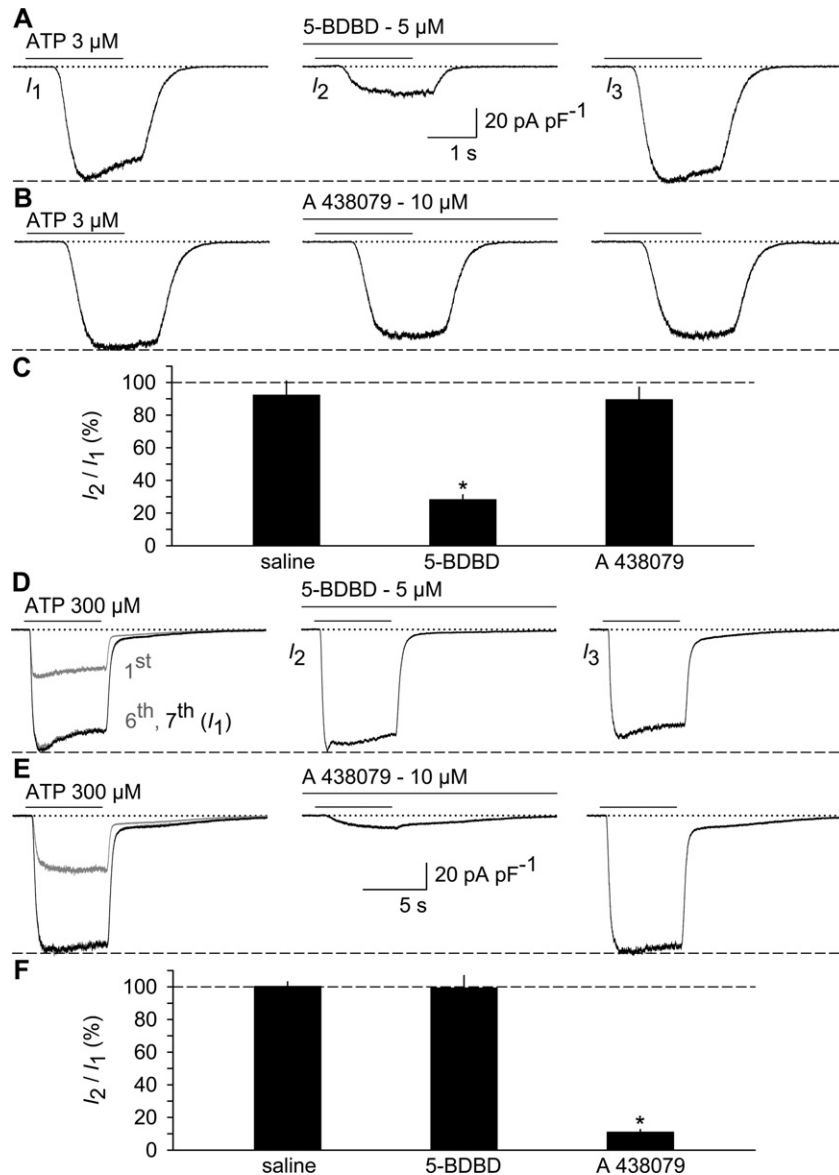 A
ATP 3 µM
5-BDBD - 5 µM
I1
I2
I3
20 pA pF-1
1 s
B
ATP 3 µM
A 438079 - 10 µM
C
I2 / I1 (%)
100
80
60
40
20
0
*
saline
5-BDBD
A 438079
D
ATP 300 µM
5-BDBD - 5 µM
1st
6th, 7th (I1)
I2
I3
E
ATP 300 µM
A 438079 - 10 µM
20 pA pF-1
5 s
F
I2 / I1 (%)
100
80
60
40
20
0
*
saline
5-BDBD
A 438079